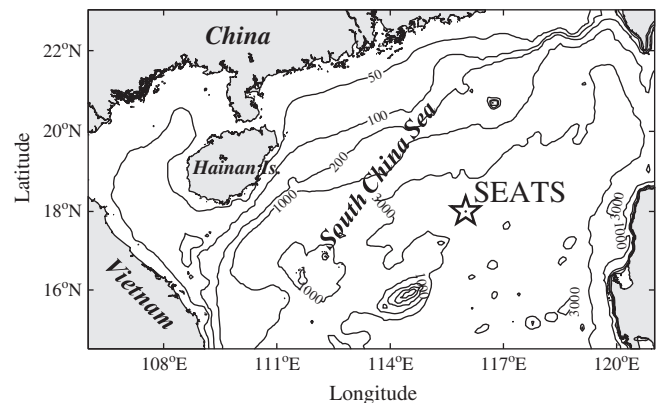 China
22°N
50
100
20°N
Hainan Is.
200
South China Sea
1000
3000
SEATS
18°N
3000
1000
Vietnam
16°N
1000
3000
108°E
111°E
114°E
117°E
120°E
Latitude
Longitude